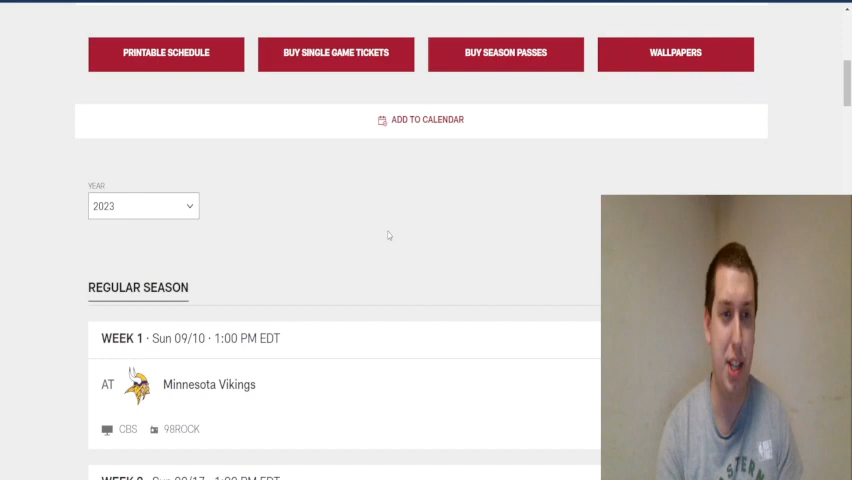 PRINTABLE SCHEDULE
BUY SINGLE GAME TICKETS
BUY SEASON PASSES
WALLPAPERS
ADD TO CALENDAR
YEAR
2023
REGULAR SEASON
WEEK 1 · Sun 09/10 · 1:00 PM EDT
AT Minnesota Vikings
CBS 98ROCK